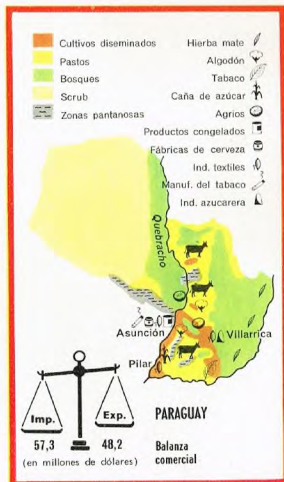 Cultivos diseminados
Pastos
Bosques
Scrub
Zonas pantanosas
Hierba mate
Algodón
Tabaco
Caña de azúcar
Agrios
Productos congelados
Fábricas de cerveza
Ind. textiles
Manuf. del tabaco
Ind. azucarera
Quebracho
Asunción
Villarrica
Pilar
Imp.
Exp.
57,3
48,2
(en millones de dólares)
PARAGUAY
Balanza
comercial